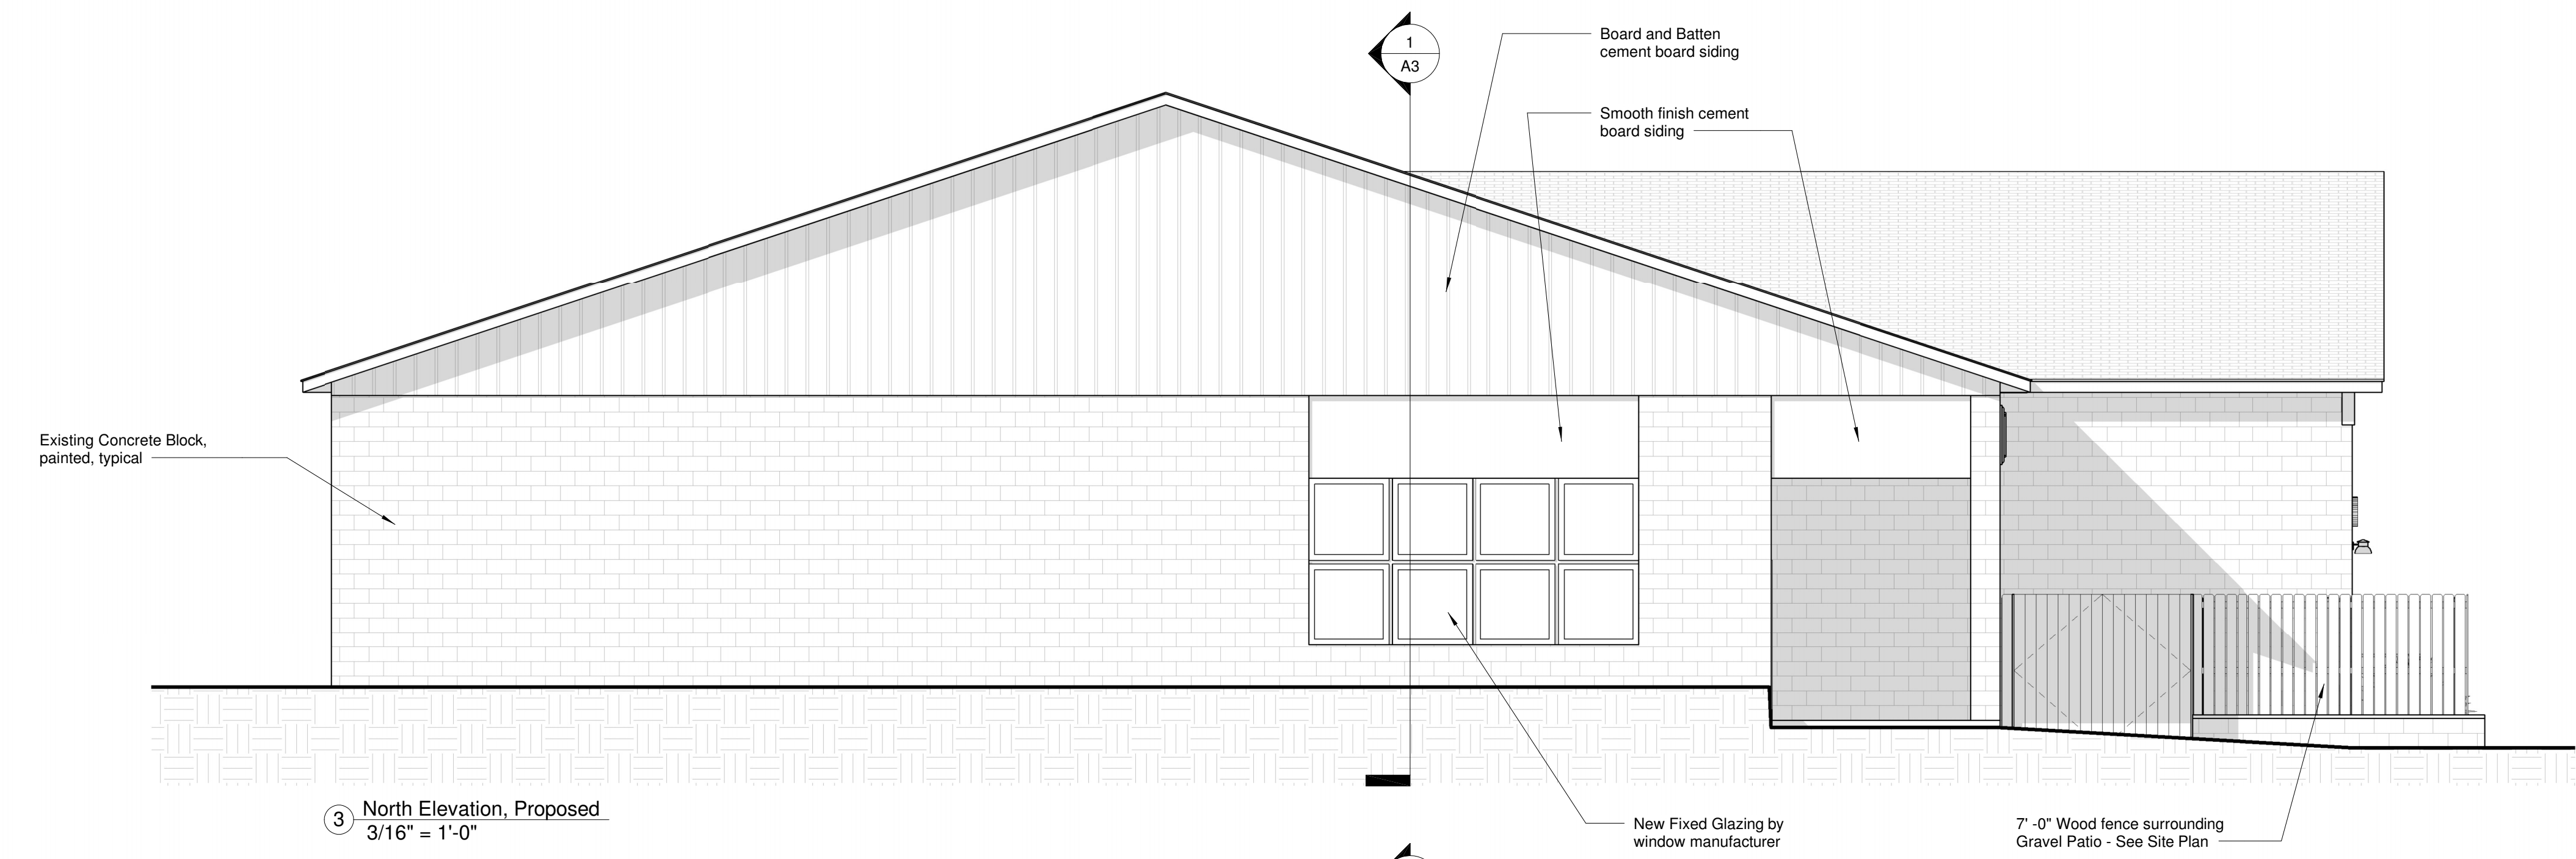 1
A3
Board and Batten
cement board siding
Smooth finish cement
board siding
Existing Concrete Block,
painted, typical
3 North Elevation, Proposed
3/16" = 1'-0"
New Fixed Glazing by
window manufacturer
7' -0" Wood fence surrounding
Gravel Patio - See Site Plan